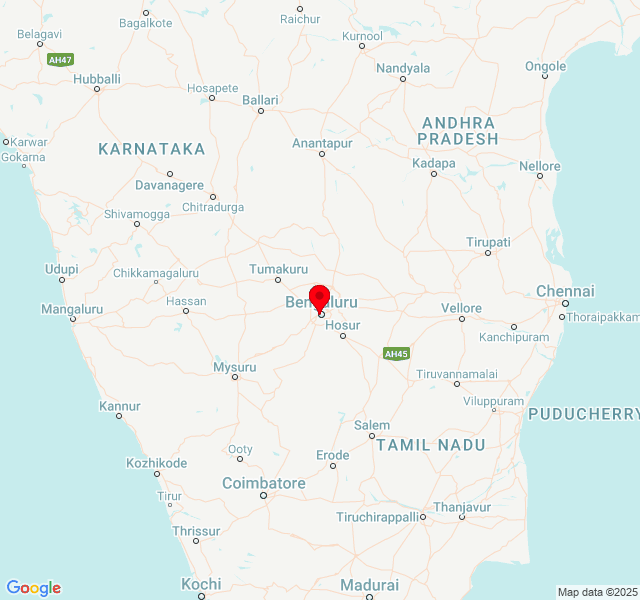 Raichur
Bagalkote
Belagavi
Kurnool
AH47
Nandyala
Ongole
Hubballi
Hosapete
Ballari
ANDHRA
PRADESH
Karwar
Anantapur
KARNATAKA
Gokarna
Kadapa
Nellore
Davanagere
Chitradurga
Shivamogga
Tirupati
Udupi
Chikkamagaluru
Tumakuru
Chennai
Mangaluru
Hassan
Bengaluru
Vellore
Thoraipakkam
Hosur
Kanchipuram
AH45
Mysuru
Tiruvannamalai
Viluppuram
Kannur
PUDUCHERRY
Salem
TAMIL NADU
Ooty
Erode
Kozhikode
Coimbatore
Tirur
Thanjavur
Tiruchirappalli
Thrissur
Kochi
Madurai
Google
Map data ©2025